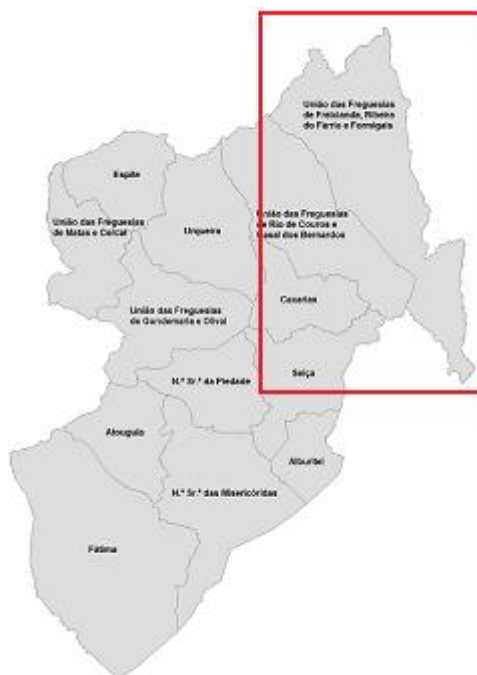 União das Freguesias
de Freixianda, Ribeira
do Fárrio e Formigais
Espite
União das Freguesias
de Matas e Cercal
Urqueira
União das Freguesias
de Rio de Couros e
Casal dos Bernardos
Caxarias
União das Freguesias
de Gondemaria e Olival
Seiça
N.ª Sr.ª da Piedade
Atouguia
Alburitel
N.ª Sr.ª das Misericórdias
Fátima